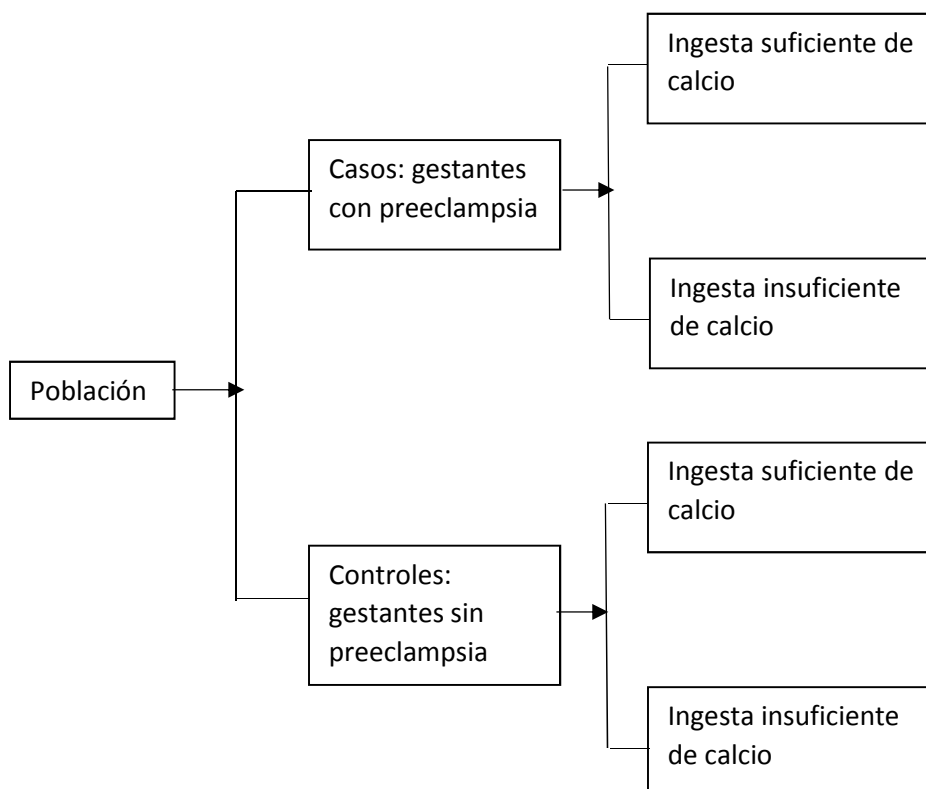 Ingesta suficiente de
calcio
Casos: gestantes
con preeclampsia
Ingesta insuficiente
de calcio
Población
Ingesta suficiente de
calcio
Controles:
gestantes sin
preeclampsia
Ingesta insuficiente
de calcio